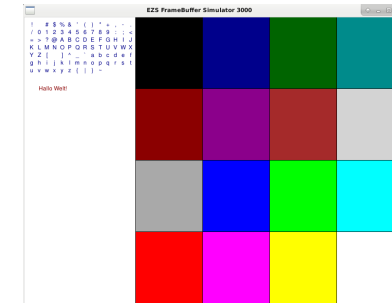 EZS FrameBuffer Simulator 3000
! # $ % & ' ( ) * + , - .
/ 0 1 2 3 4 5 6 7 8 9 : ; <
= > ? @ A B C D E F G H I J
K L M N O P Q R S T U V W X
Y Z [ ] ^ _ ` a b c d e f
g h i j k l m n o p q r s t
u v w x y z { | } ~
Hallo Welt!